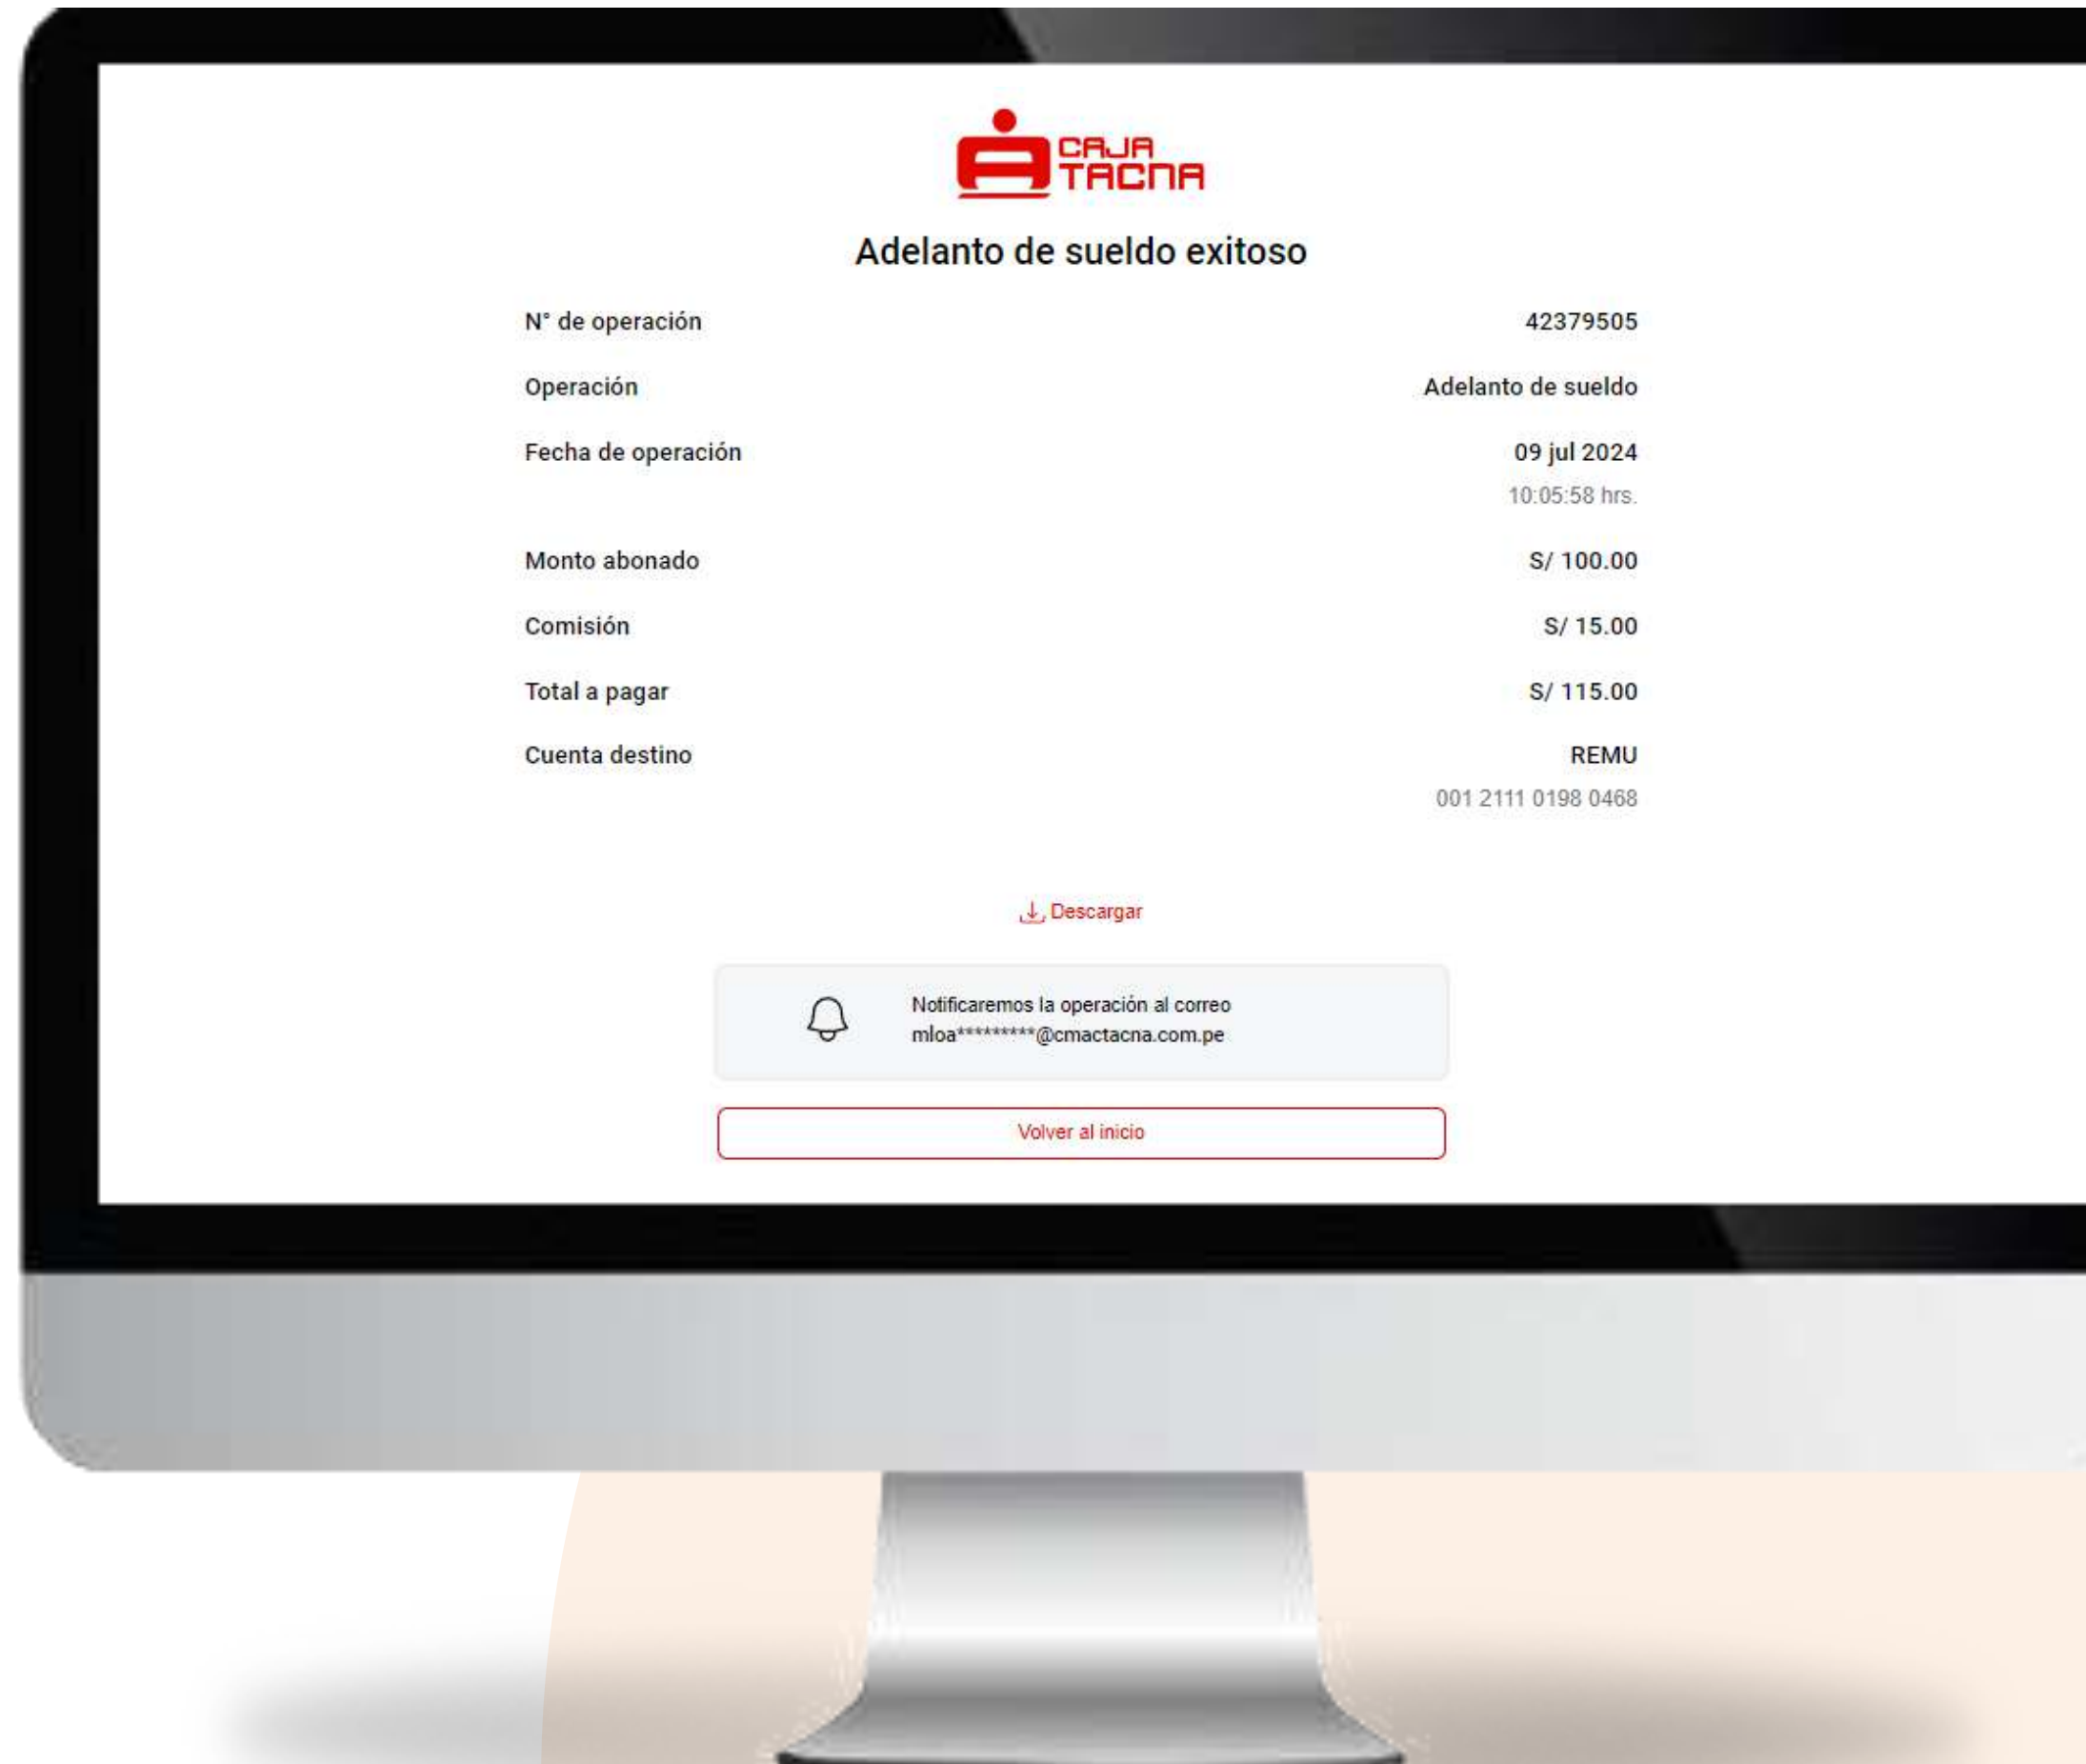 CAJA
TACNA
Adelanto de sueldo exitoso
N° de operación 42379505
Operación Adelanto de sueldo
Fecha de operación 09 jul 2024
10:05:58 hrs.
Monto abonado S/ 100.00
Comisión S/ 15.00
Total a pagar S/ 115.00
Cuenta destino REMU
001 2111 0198 0468
Descargar
Notificaremos la operación al correo
mloa*********@cmactacna.com.pe
Volver al inicio